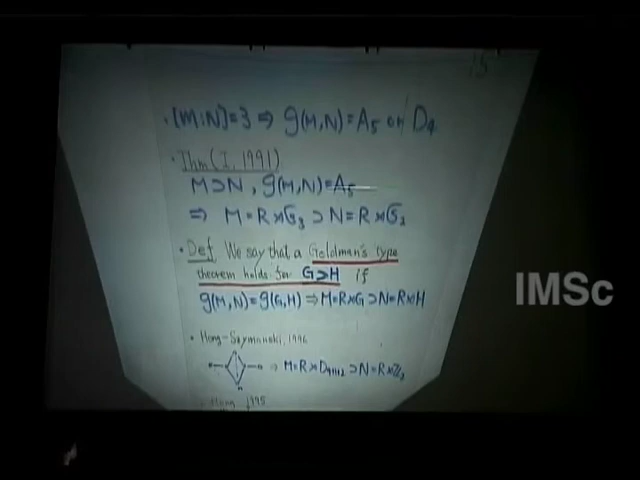 15
• [M:N]=3 ⇒ g(M,N)=A₅ or D₄
• Thm (I, 1991)
M⊃N, g(M,N)=A₅
⇒ M=R⋊G₃ ⊃ N=R⋊G₂
• Def We say that a Goldman's type
theorem holds for G>H if
g(M,N)=g(G,H) ⇒ M=R⋊G ⊃ N=R⋊H
• Hong-Szymanski, 1996
⇒ M=R⋊ ⊃ N=R⋊
1995
IMSc